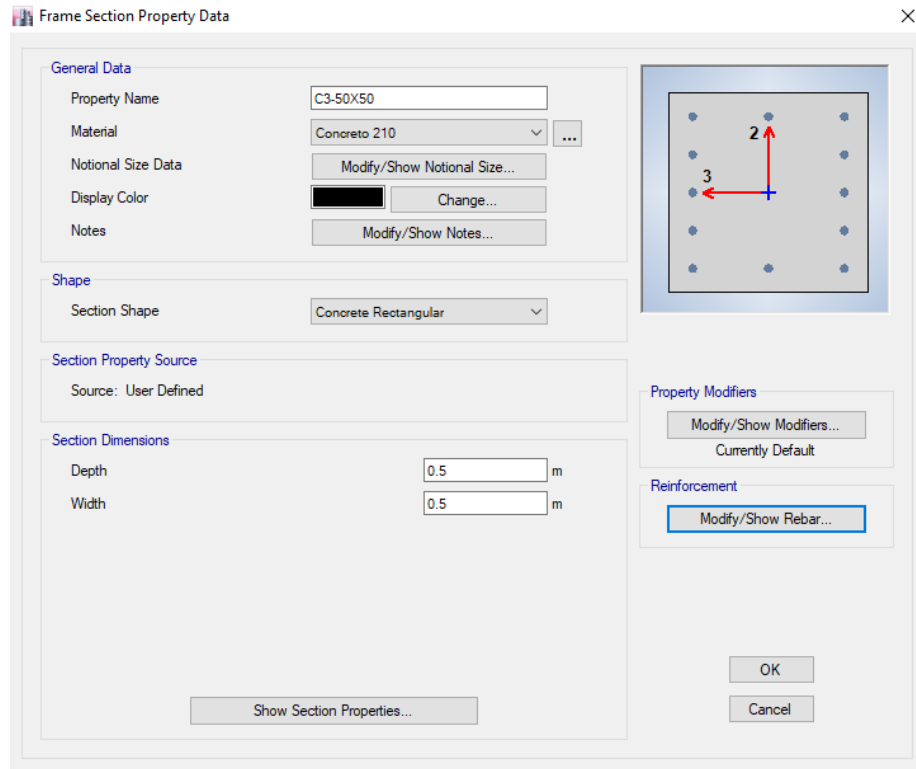 Frame Section Property Data
General Data
Property Name C3-50X50
Material Concreto 210 ...
Notional Size Data Modify/Show Notional Size...
Display Color Change...
Notes Modify/Show Notes...
Shape
Section Shape Concrete Rectangular
Section Property Source
Source: User Defined
Section Dimensions
Depth 0.5 m
Width 0.5 m
Show Section Properties...
2
3
Property Modifiers
Modify/Show Modifiers...
Currently Default
Reinforcement
Modify/Show Rebar...
OK
Cancel